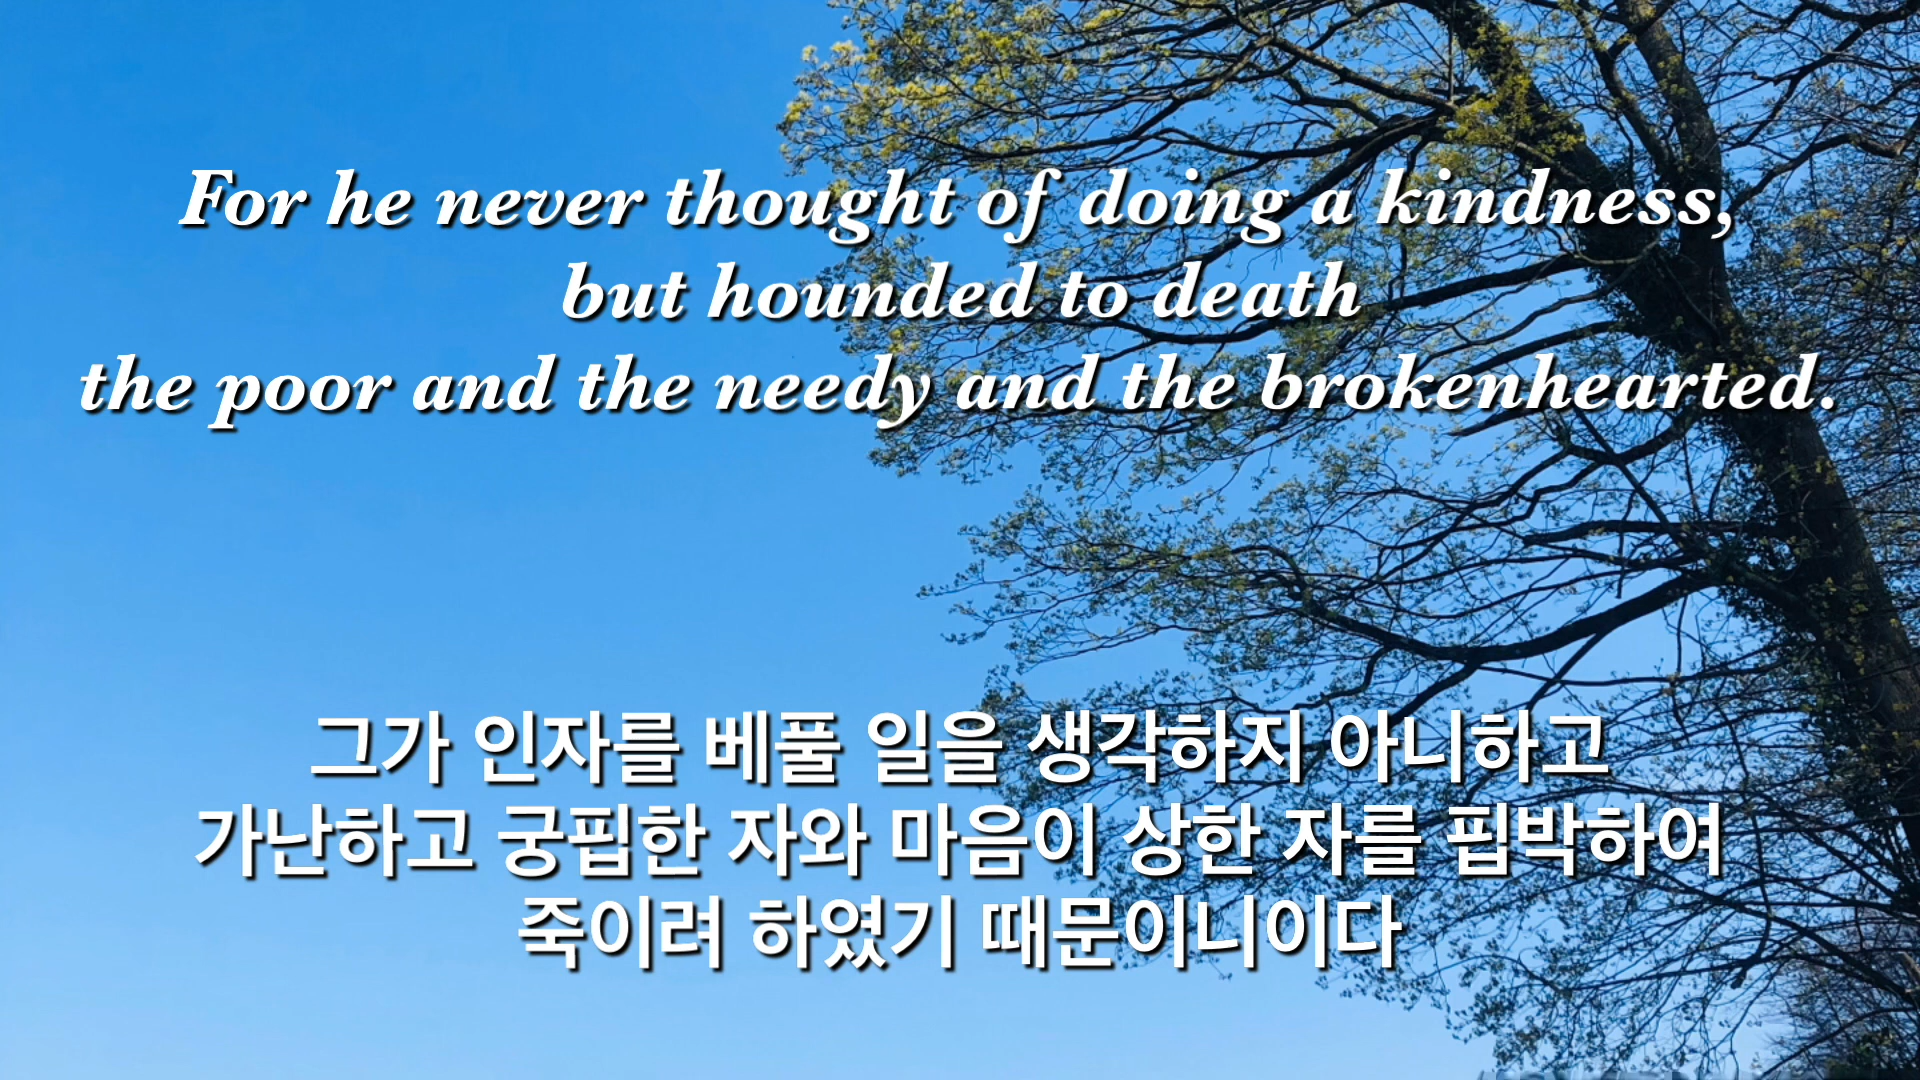 For he never thought of doing a kindness,
but hounded to death
the poor and the needy and the brokenhearted.
그가 인자를 베풀 일을 생각하지 아니하고
가난하고 궁핍한 자와 마음이 상한 자를 핍박하여
죽이려 하였기 때문이니이다